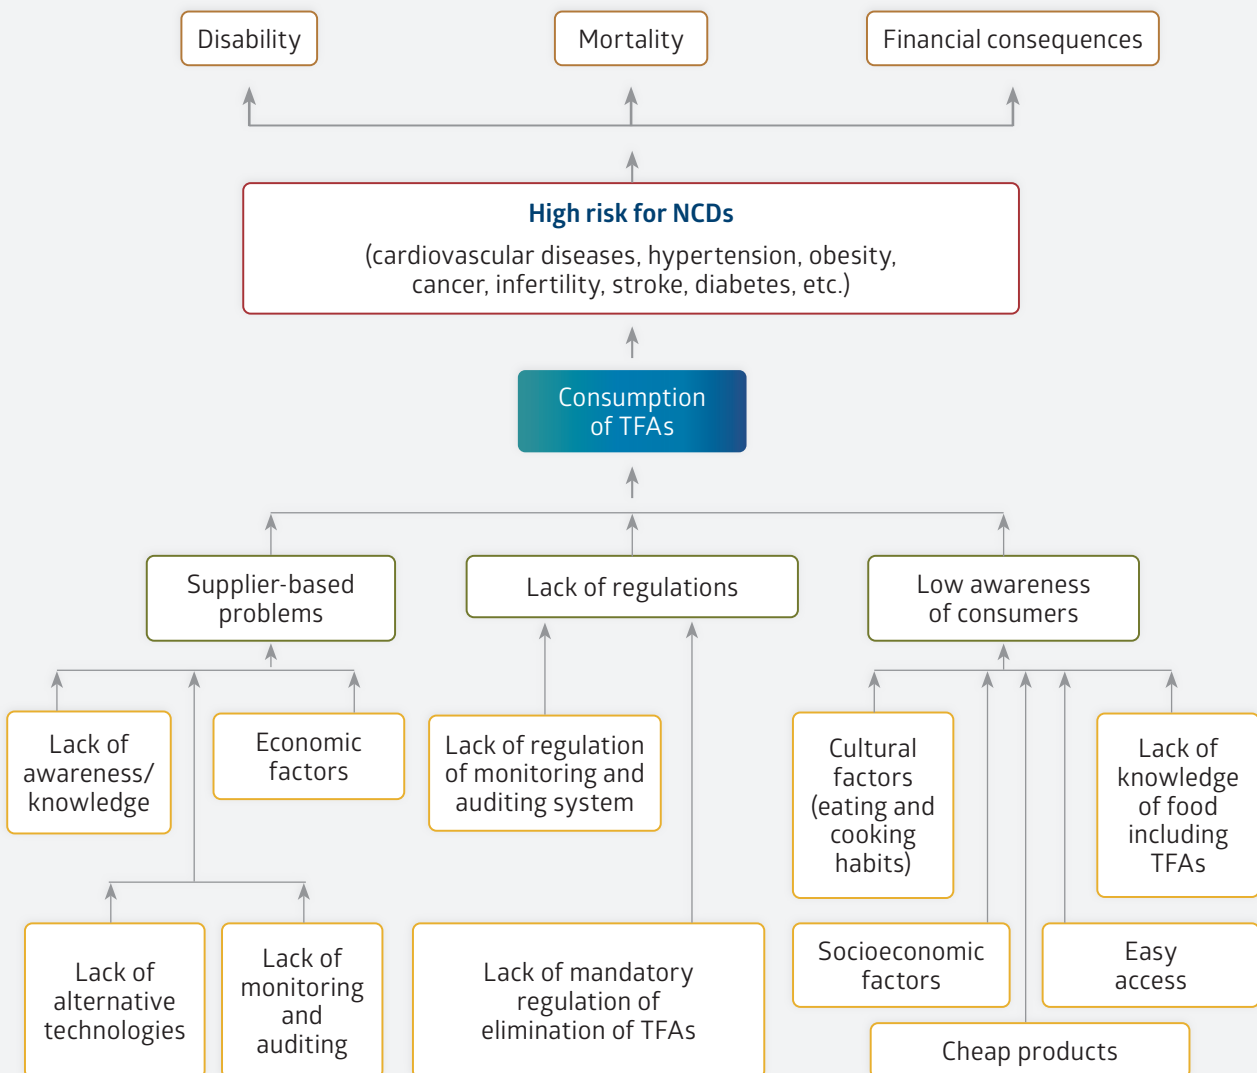 Disability
Mortality
Financial consequences
High risk for NCDs
(cardiovascular diseases, hypertension, obesity,
cancer, infertility, stroke, diabetes, etc.)
Consumption
of TFAs
Supplier-based
problems
Lack of regulations
Low awareness
of consumers
Lack of
awareness/
knowledge
Economic
factors
Lack of regulation
of monitoring and
auditing system
Cultural
factors
(eating and
cooking
habits)
Lack of
knowledge
of food
including
TFAs
Lack of
alternative
technologies
Lack of
monitoring
and
auditing
Lack of mandatory
regulation of
elimination of TFAs
Socioeconomic
factors
Easy
access
Cheap products